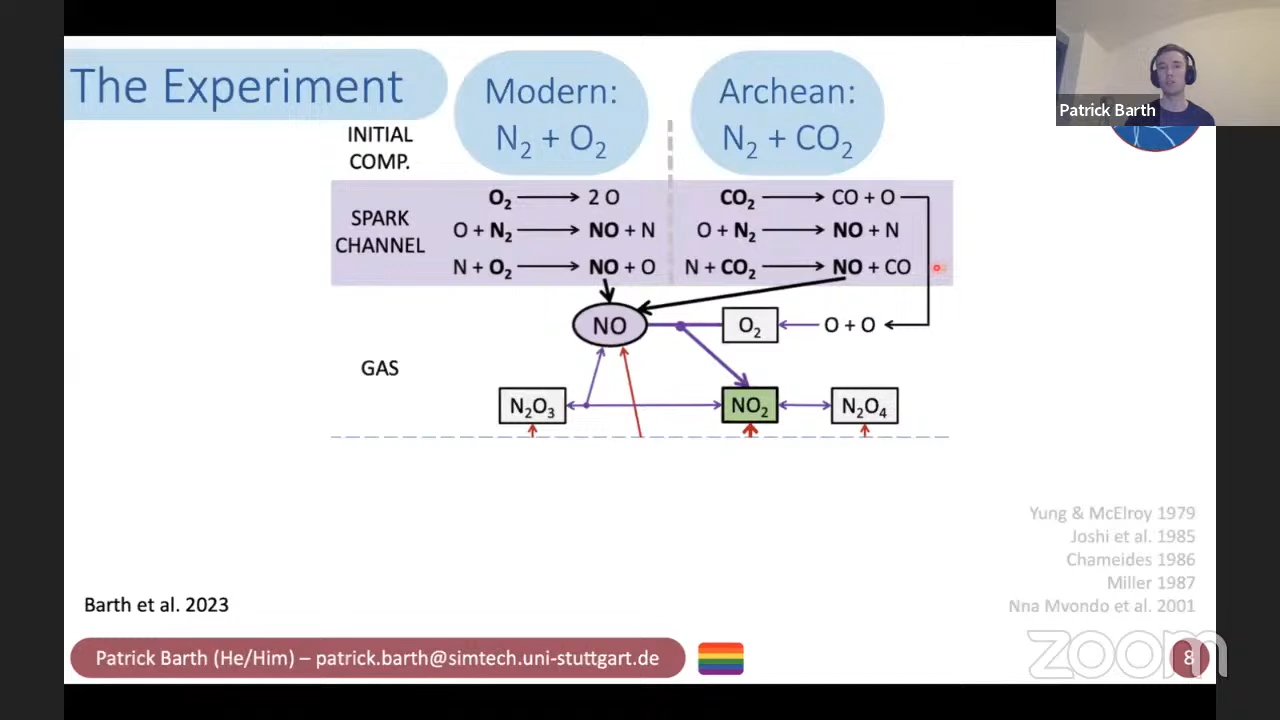 The Experiment
Modern:
N₂ + O₂
Archean:
N₂ + CO₂
Patrick Barth
INITIAL
COMP.
SPARK
CHANNEL
O₂ → 2 O
O + N₂ → NO + N
N + O₂ → NO + O
CO₂ → CO + O
O + N₂ → NO + N
N + CO₂ → NO + CO
NO
O₂ ← O + O
GAS
N₂O₃
NO₂
N₂O₄
Yung & McElroy 1979
Joshi et al. 1985
Chameides 1986
Miller 1987
Nna Mvondo et al. 2001
Barth et al. 2023
Patrick Barth (He/Him) – patrick.barth@simtech.uni-stuttgart.de
zoom
8